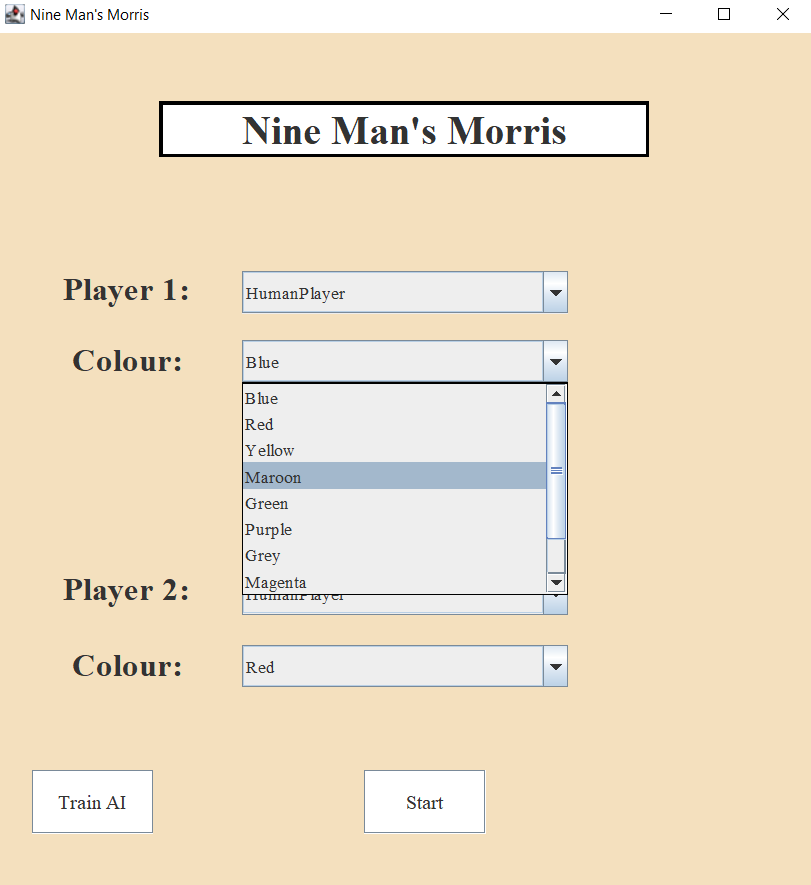 Nine Man's Morris
Nine Man's Morris
Player 1:
HumanPlayer
Colour:
Blue
Blue
Red
Yellow
Maroon
Green
Purple
Grey
Magenta
Player 2:
HumanPlayer
Colour:
Red
Train AI
Start